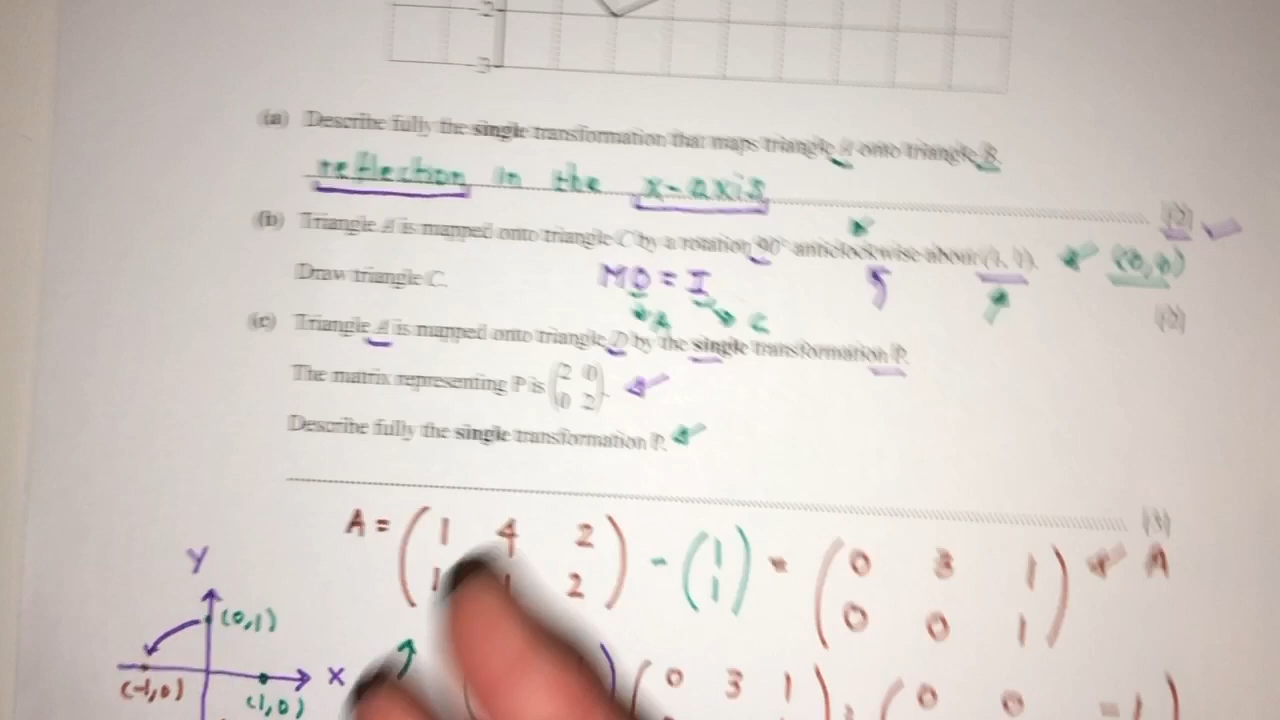 -2
-3
(a) Describe fully the single transformation that maps triangle A onto triangle B.
reflection in the x-axis
(2)
(b) Triangle A is mapped onto triangle C by a rotation 90° anticlockwise about (1, 1). (0,0)
Draw triangle C. MO = I
(2)
A C
(c) Triangle A is mapped onto triangle D by the single transformation P.
The matrix representing P is (2 0
0 2).
Describe fully the single transformation P.
(3)
A = (1 4 2) - (1) = (0 3 1) A
1 1 2 1 0 0 1
Y
(0,1)
X
(-1,0) (1,0)
(0 3 1) = (0 0 -1)